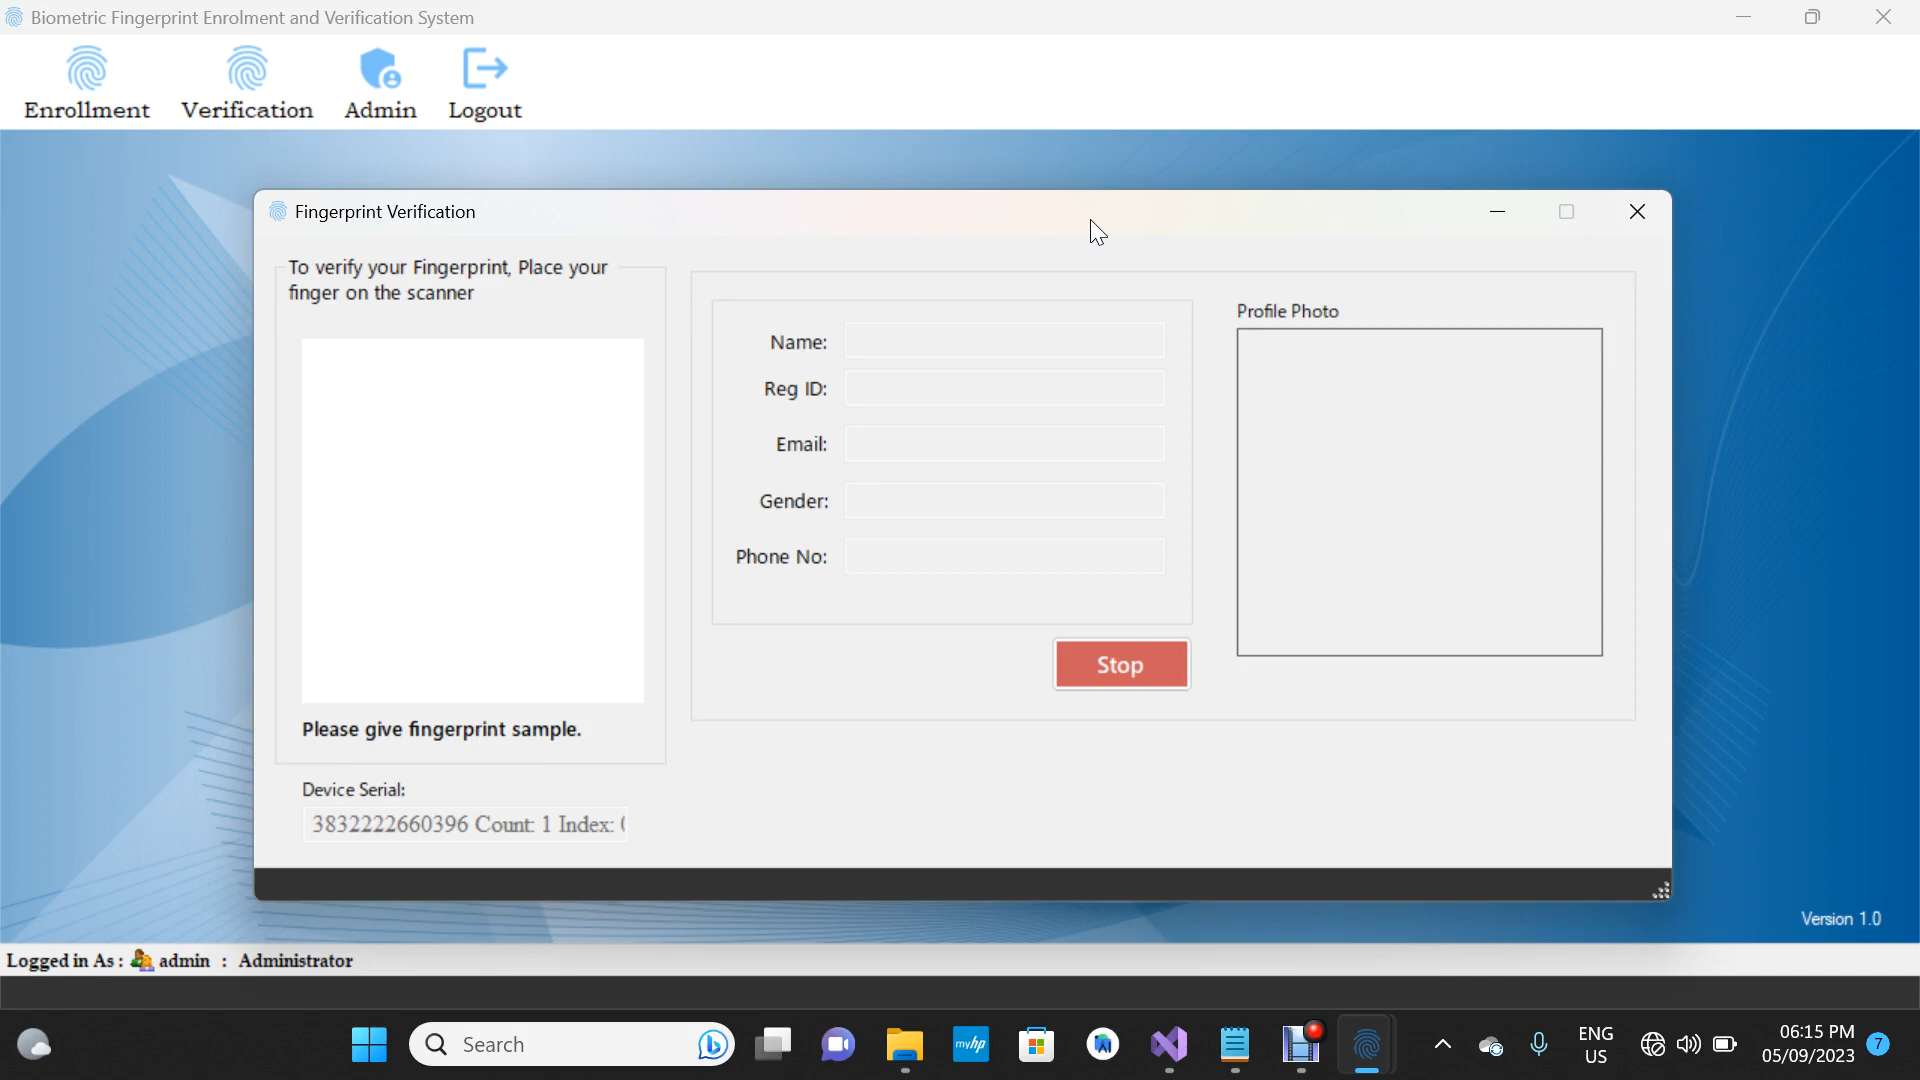 Biometric Fingerprint Enrolment and Verification System
Enrollment
Verification
Admin
Logout
Fingerprint Verification
To verify your Fingerprint, Place your
finger on the scanner
Please give fingerprint sample.
Device Serial:
3832222660396 Count: 1 Index:
Name:
Reg ID:
Email:
Gender:
Phone No:
Stop
Profile Photo
Version 1.0
Logged in As : admin : Administrator
Search
myhp
ENG
US
06:15 PM
05/09/2023
7